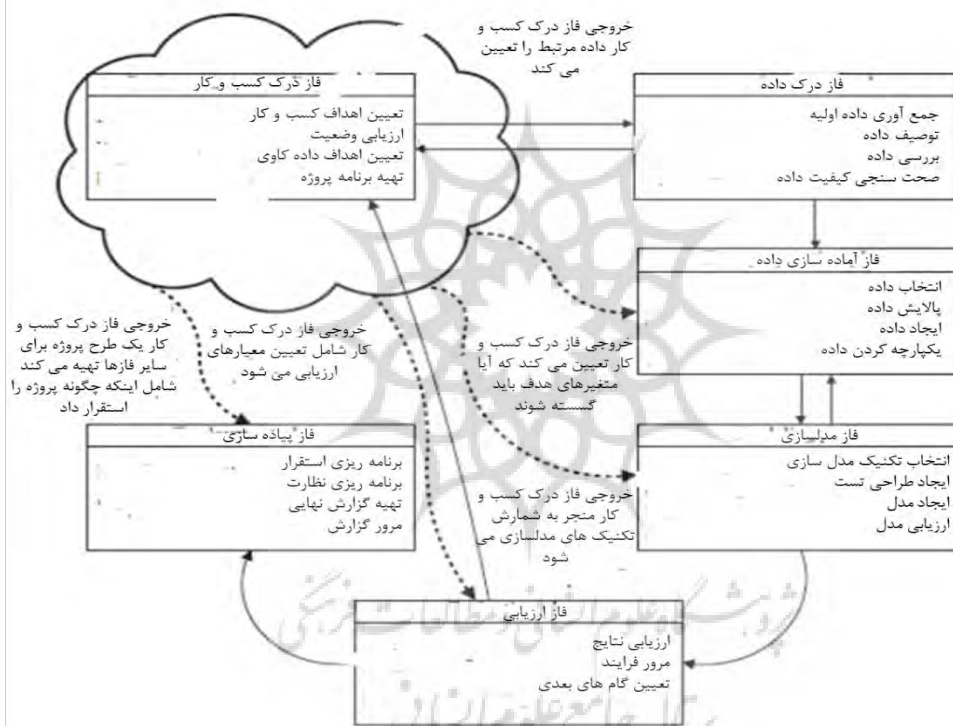 خروجی فاز درک کسب و
کار داده مرتبط را تعیین
می کند
فاز درک کسب و کار
تعیین اهداف کسب و کار
ارزیابی وضعیت
تعیین اهداف داده کاوی
تهیه برنامه پروژه
فاز درک داده
جمع آوری داده اولیه
توصیف داده
بررسی داده
صحت سنجی کیفیت داده
فاز آماده سازی داده
انتخاب داده
پالایش داده
ایجاد داده
یکپارچه کردن داده
خروجی فاز درک کسب و
کار تعیین می کند که آیا
متغیرهای هدف باید
گسسته شوند
خروجی فاز درک کسب و
کار شامل تعیین معیارهای
ارزیابی می شود
خروجی فاز درک کسب و
کار یک طرح پروژه برای
سایر فازها تهیه می کند
شامل اینکه چگونه پروژه را
استقرار داد
فاز مدلسازی
انتخاب تکنیک مدل سازی
ایجاد طراحی تست
ایجاد مدل
ارزیابی مدل
فاز پیاده سازی
برنامه ریزی استقرار
برنامه ریزی نظارت
تهیه گزارش نهایی
مرور گزارش
خروجی فاز درک کسب و
کار منجر به شمارش
تکنیک های مدلسازی می
شود
فاز ارزیابی
ارزیابی نتایج
مرور فرایند
تعیین گام های بعدی
پژوهشگاه علوم انسانی و مطالعات فرهنگی
جامع علوم انسانی